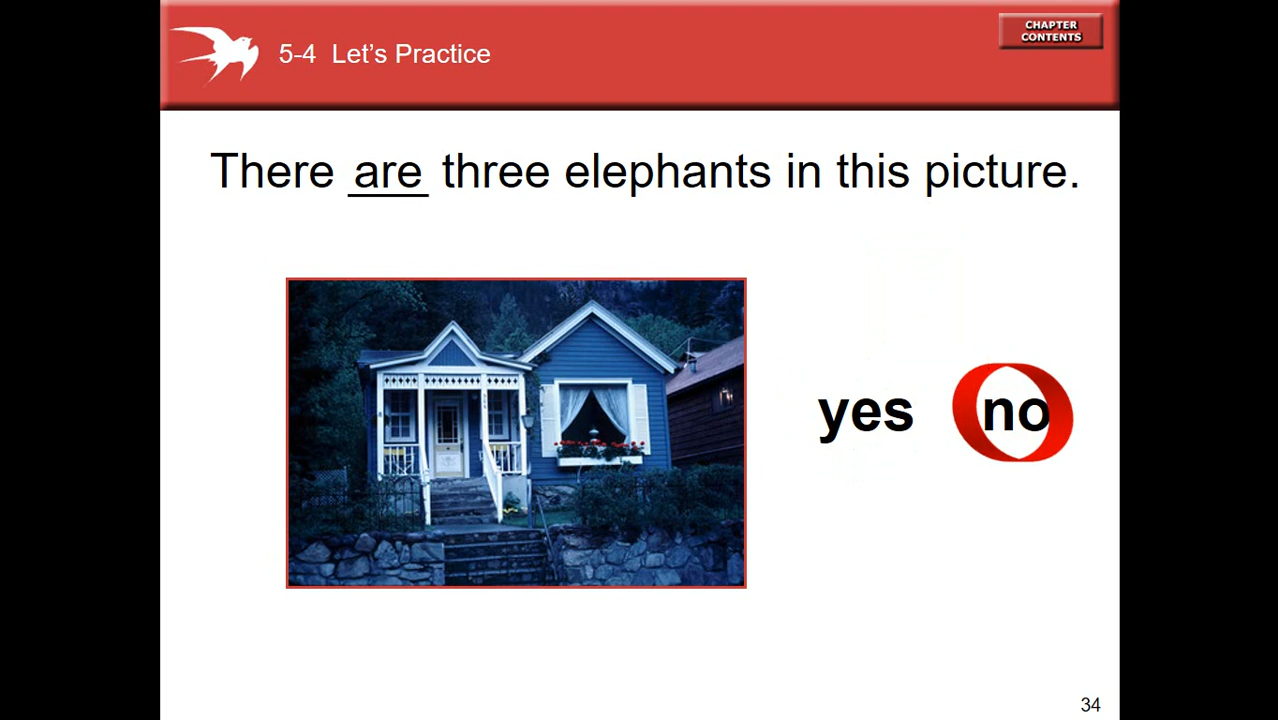 CHAPTER
CONTENTS
5-4 Let’s Practice
There are three elephants in this picture.
yes no
34